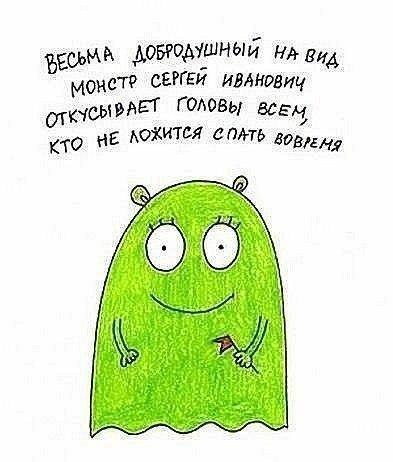 ВЕСЬМА ДОБРОДУШНЫЙ НА ВИД
МОНСТР СЕРГЕЙ ИВАНОВИЧ
ОТКУСЫВАЕТ ГОЛОВЫ ВСЕМ,
КТО НЕ ЛОЖИТСЯ СПАТЬ ВОВРЕМЯ